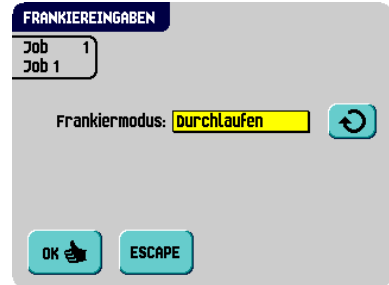 FRANKIEREINGABEN
Job 1
Job 1
Frankiermodus: Durchlaufen
OK ESCAPE